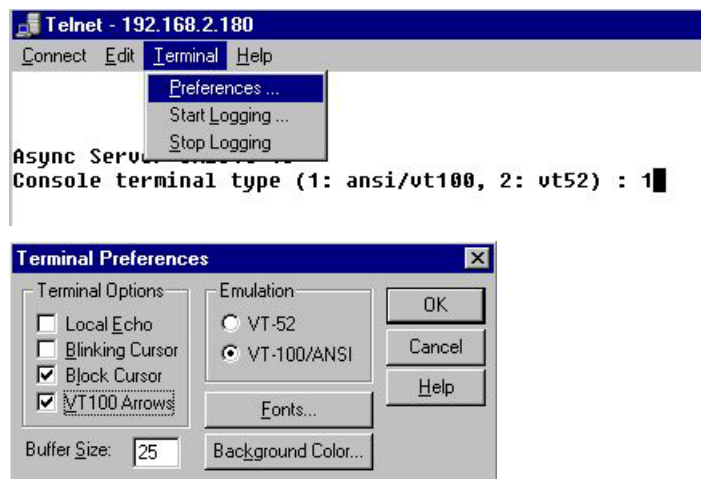 Telnet - 192.168.2.180
Connect Edit Terminal Help
Preferences ...
Start Logging ...
Stop Logging
Async
Console terminal type (1: ansi/vt100, 2: vt52) : 1
Terminal Preferences
Terminal Options
Local Echo
Blinking Cursor
Block Cursor
VT100 Arrows
Buffer Size: 25
Emulation
VT-52
VT-100/ANSI
Fonts...
Background Color...
OK
Cancel
Help